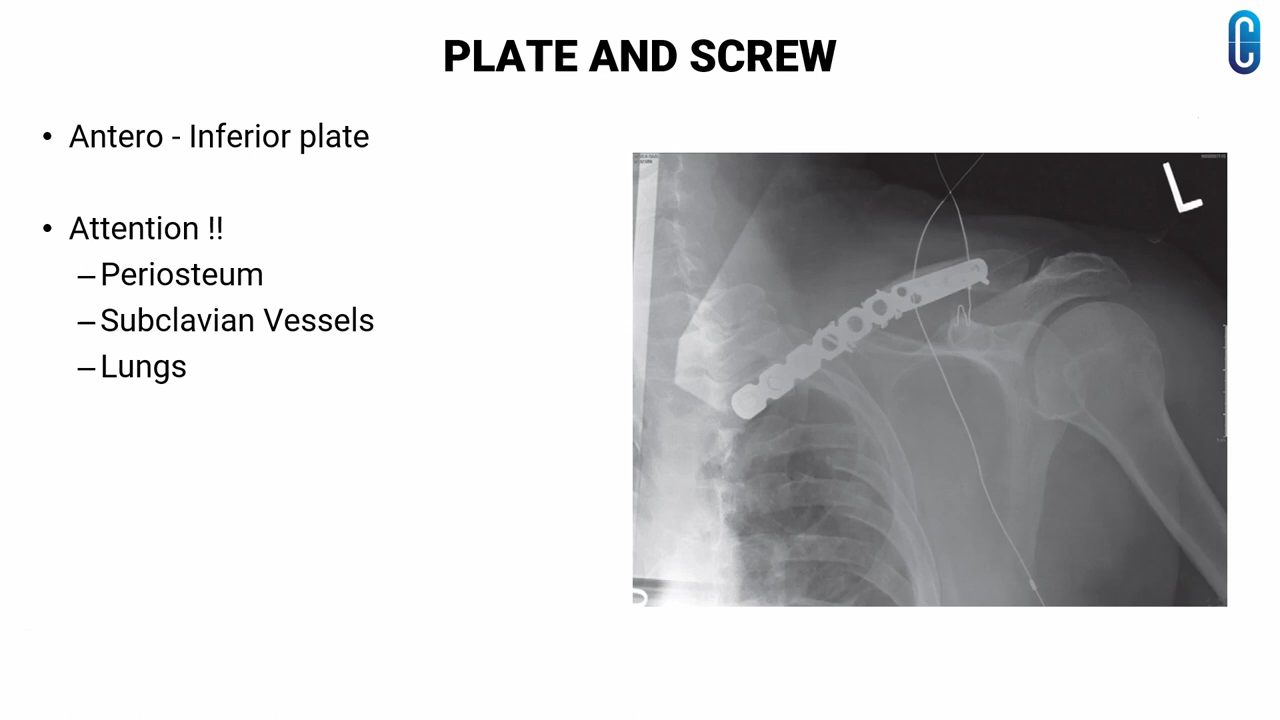 PLATE AND SCREW
• Antero - Inferior plate
• Attention !!
– Periosteum
– Subclavian Vessels
– Lungs
L